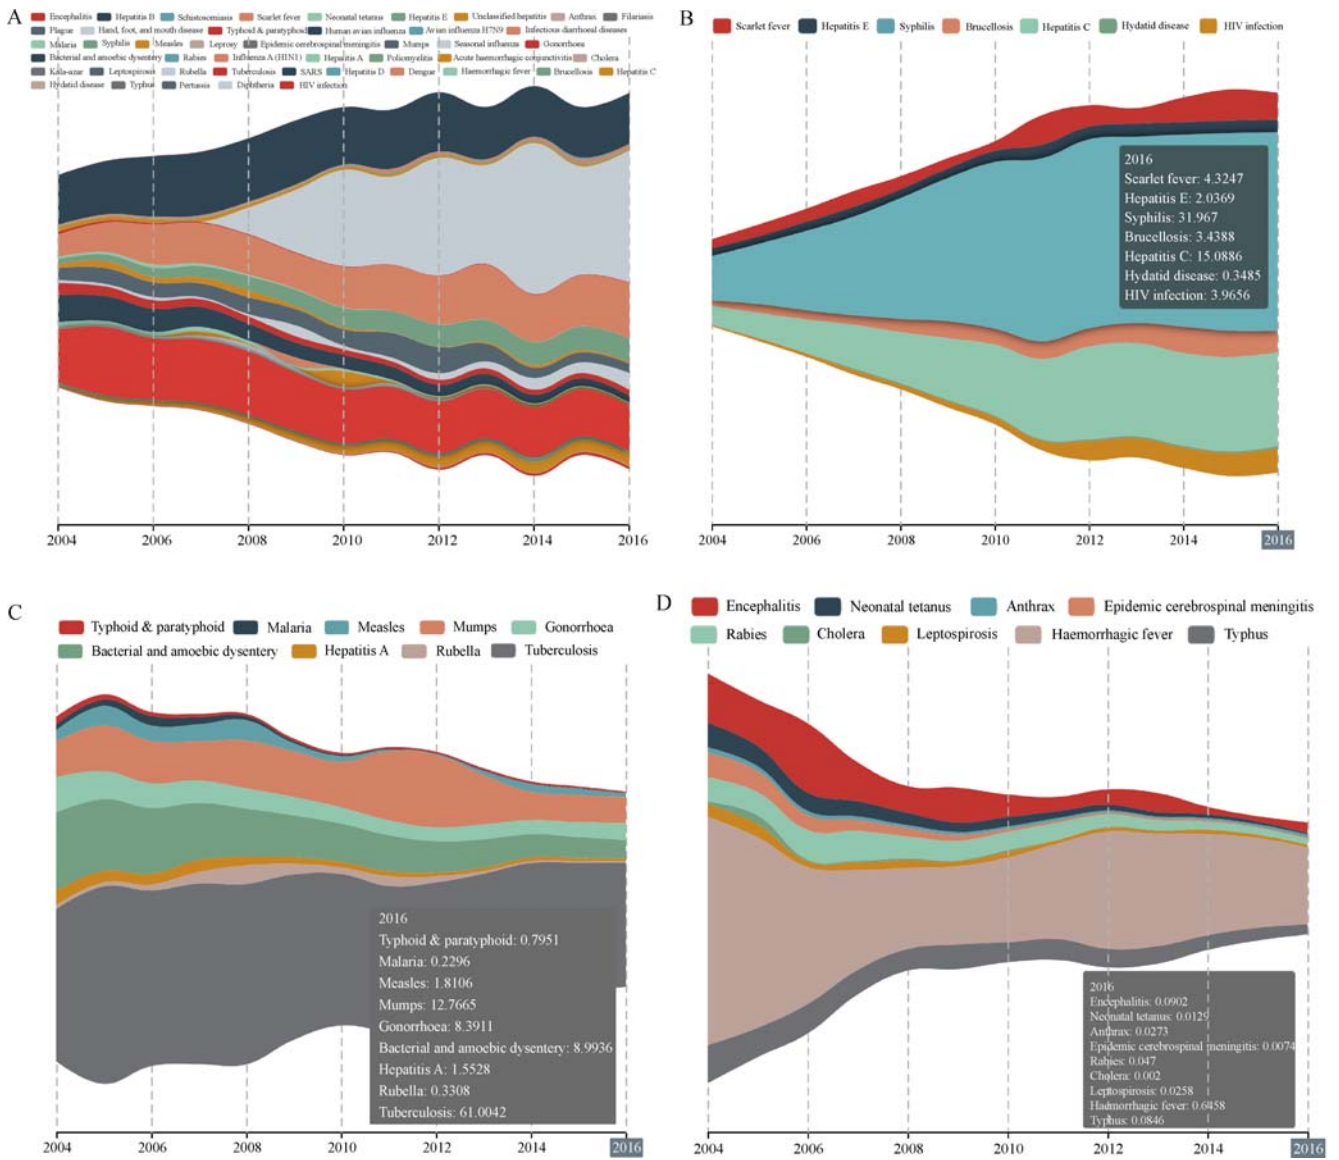 A
Encephalitis Hepatitis B Schistosomiasis Scarlet fever Neonatal tetanus Hepatitis E Unclassified hepatitis Anthrax Filariasis
Plague Hand, foot, and mouth disease Typhoid & paratyphoid Human avian influenza Avian influenza H7N9 Infectious diarrhoeal diseases
Malaria Syphilis Measles Leprosy Epidemic cerebrospinal meningitis Mumps Seasonal influenza Gonorrhoea
Bacterial and amoebic dysentery Rabies Influenza A (H1N1) Hepatitis A Poliomyelitis Acute haemorrhagic conjunctivitis Cholera
Kala-azar Leptospirosis Rubella Tuberculosis SARS Hepatitis D Dengue Haemorrhagic fever Brucellosis Hepatitis C
Hydatid disease Typhus Pertussis Diphtheria HIV infection
2004 2006 2008 2010 2012 2014 2016
B
Scarlet fever Hepatitis E Syphilis Brucellosis Hepatitis C Hydatid disease HIV infection
2016
Scarlet fever: 4.3247
Hepatitis E: 2.0369
Syphilis: 31.967
Brucellosis: 3.4388
Hepatitis C: 15.0886
Hydatid disease: 0.3485
HIV infection: 3.9656
2004 2006 2008 2010 2012 2014 2016
C
Typhoid & paratyphoid Malaria Measles Mumps Gonorrhoea
Bacterial and amoebic dysentery Hepatitis A Rubella Tuberculosis
2016
Typhoid & paratyphoid: 0.7951
Malaria: 0.2296
Measles: 1.8106
Mumps: 12.7665
Gonorrhoea: 8.3911
Bacterial and amoebic dysentery: 8.9936
Hepatitis A: 1.5528
Rubella: 0.3308
Tuberculosis: 61.0042
2004 2006 2008 2010 2012 2014 2016
D
Encephalitis Neonatal tetanus Anthrax Epidemic cerebrospinal meningitis
Rabies Cholera Leptospirosis Haemorrhagic fever Typhus
2016
Encephalitis: 0.0902
Neonatal tetanus: 0.0129
Anthrax: 0.0273
Epidemic cerebrospinal meningitis: 0.0074
Rabies: 0.047
Cholera: 0.002
Leptospirosis: 0.0258
Haemorrhagic fever: 0.6458
Typhus: 0.0846
2004 2006 2008 2010 2012 2014 2016